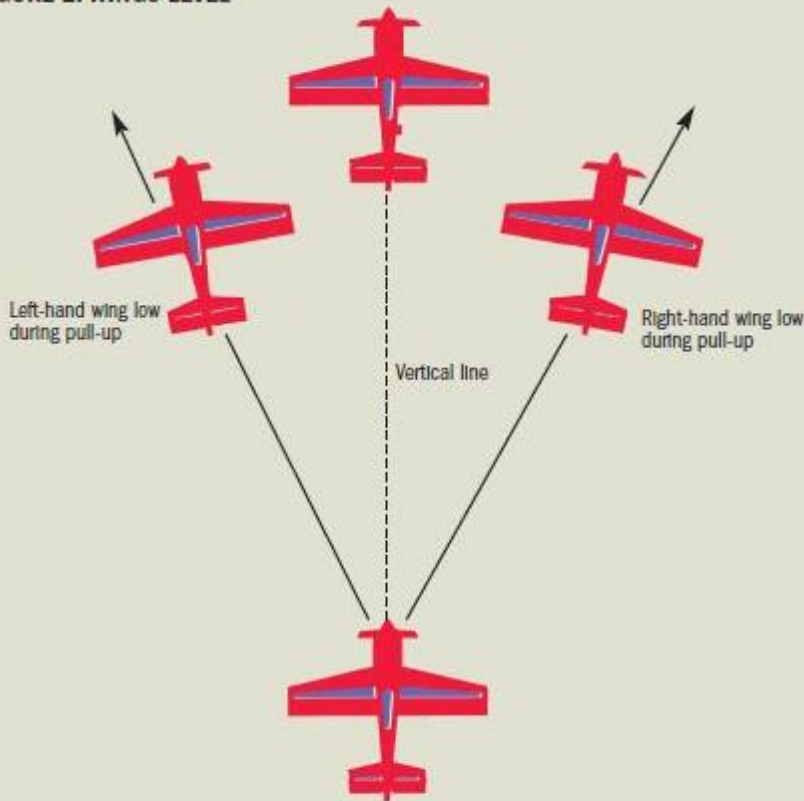 Left-hand wing low
during pull-up
Right-hand wing low
during pull-up
Vertical line